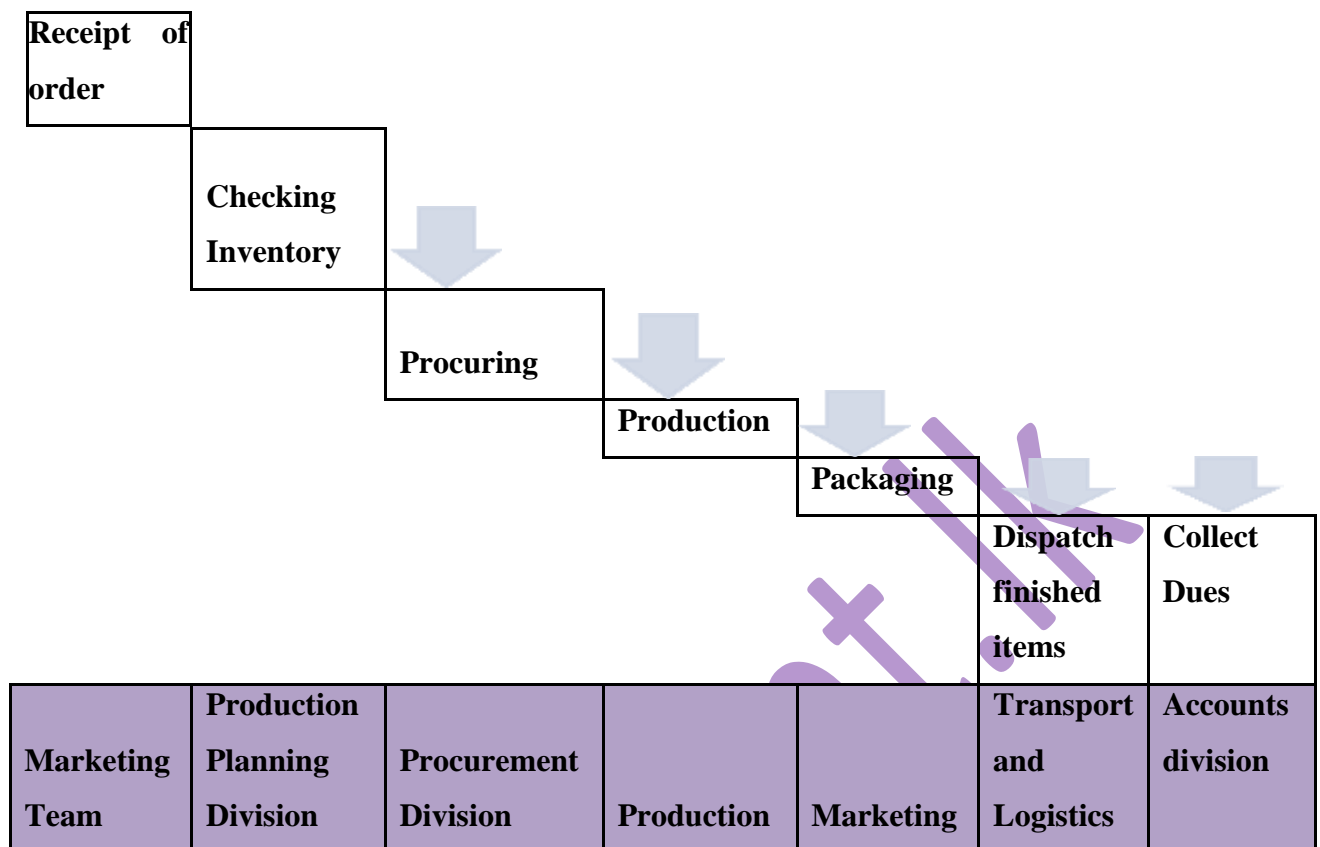 Receipt of
order
Checking
Inventory
Procuring
Production
Packaging
Dispatch
finished
items
Collect
Dues
Marketing
Team
Production
Planning
Division
Procurement
Division
Production
Marketing
Transport
and
Logistics
Accounts
division